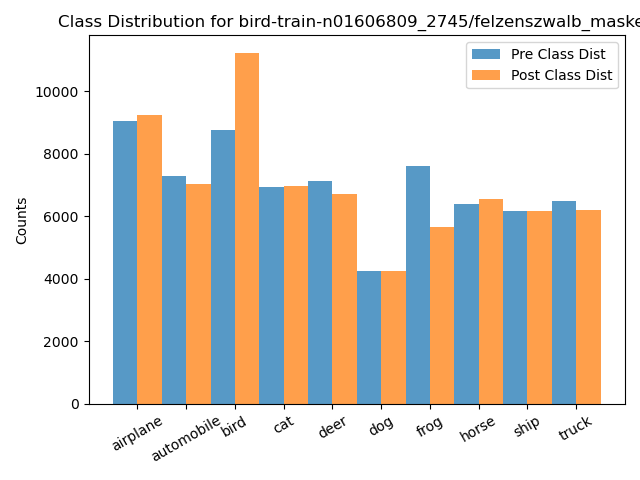 Class Distribution for bird-train-n01606809_2745/felzenszwalb_maske
Pre Class Dist
Post Class Dist
Counts
10000
8000
6000
4000
2000
0
airplane
automobile
bird
cat
deer
dog
frog
horse
ship
truck